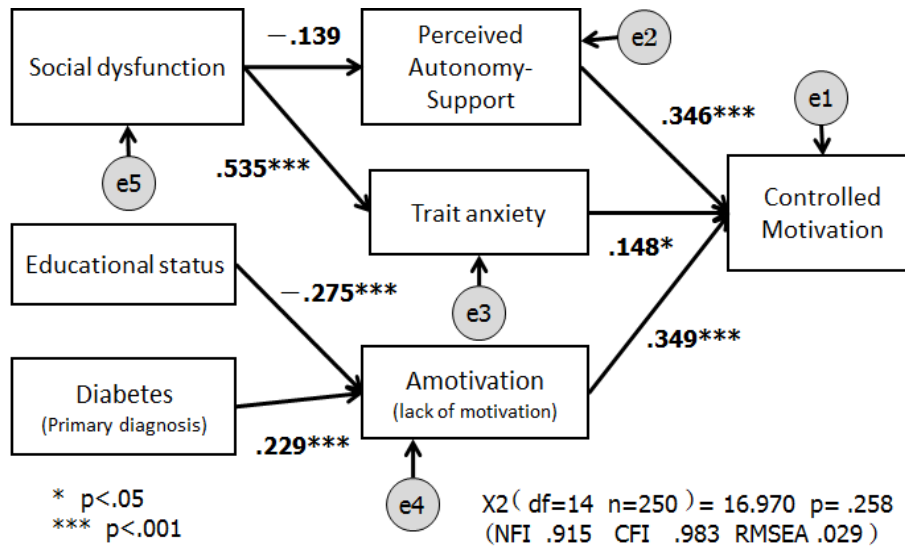 Social dysfunction
—.139
Perceived
Autonomy-
Support
e2
.346***
e1
.535***
e5
Trait anxiety
.148*
Controlled
Motivation
Educational status
—.275***
e3
.349***
Diabetes
(Primary diagnosis)
.229***
Amotivation
(lack of motivation)
e4
* p<.05
*** p<.001
X2( df=14 n=250 )= 16.970 p= .258
(NFI .915 CFI .983 RMSEA .029 )